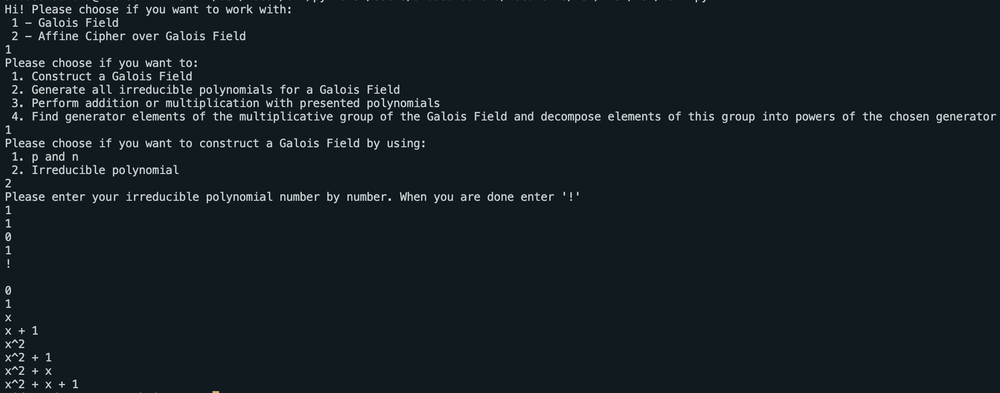 Hi! Please choose if you want to work with:
1 - Galois Field
2 - Affine Cipher over Galois Field
1
Please choose if you want to:
1. Construct a Galois Field
2. Generate all irreducible polynomials for a Galois Field
3. Perform addition or multiplication with presented polynomials
4. Find generator elements of the multiplicative group of the Galois Field and decompose elements of this group into powers of the chosen generator
1
Please choose if you want to construct a Galois Field by using:
1. p and n
2. Irreducible polynomial
2
Please enter your irreducible polynomial number by number. When you are done enter '!'
1
1
0
1
!
0
1
x
x + 1
x^2
x^2 + 1
x^2 + x
x^2 + x + 1